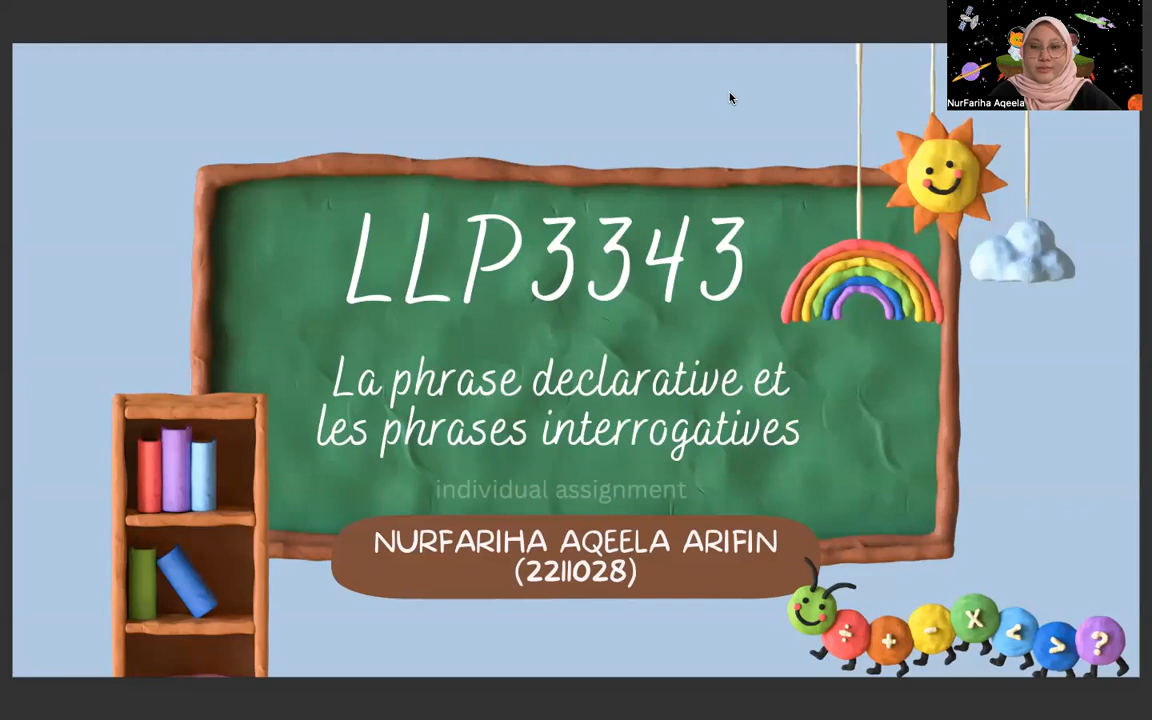 NurFariha Aqeela
LLP3343
La phrase declarative et
les phrases interrogatives
individual assignment
NURFARIHA AQEELA ARIFIN
(2211028)
÷ + - x < > ?